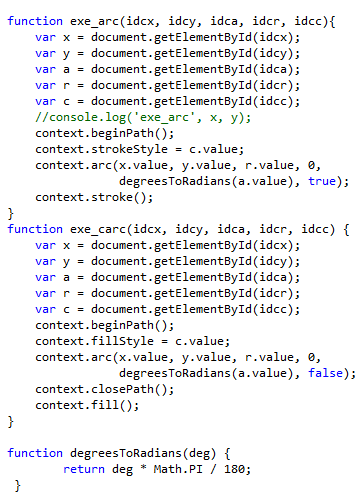 function exe_arc(idcx, idcy, idca, idcr, idcc){
    var x = document.getElementById(idcx);
    var y = document.getElementById(idcy);
    var a = document.getElementById(idca);
    var r = document.getElementById(idcr);
    var c = document.getElementById(idcc);
    //console.log('exe_arc', x, y);
    context.beginPath();
    context.strokeStyle = c.value;
    context.arc(x.value, y.value, r.value, 0,
                degreesToRadians(a.value), true);
    context.stroke();
}
function exe_carc(idcx, idcy, idca, idcr, idcc) {
    var x = document.getElementById(idcx);
    var y = document.getElementById(idcy);
    var a = document.getElementById(idca);
    var r = document.getElementById(idcr);
    var c = document.getElementById(idcc);
    context.beginPath();
    context.fillStyle = c.value;
    context.arc(x.value, y.value, r.value, 0,
                degreesToRadians(a.value), false);
    context.closePath();
    context.fill();
}

function degreesToRadians(deg) {
        return deg * Math.PI / 180;
 }